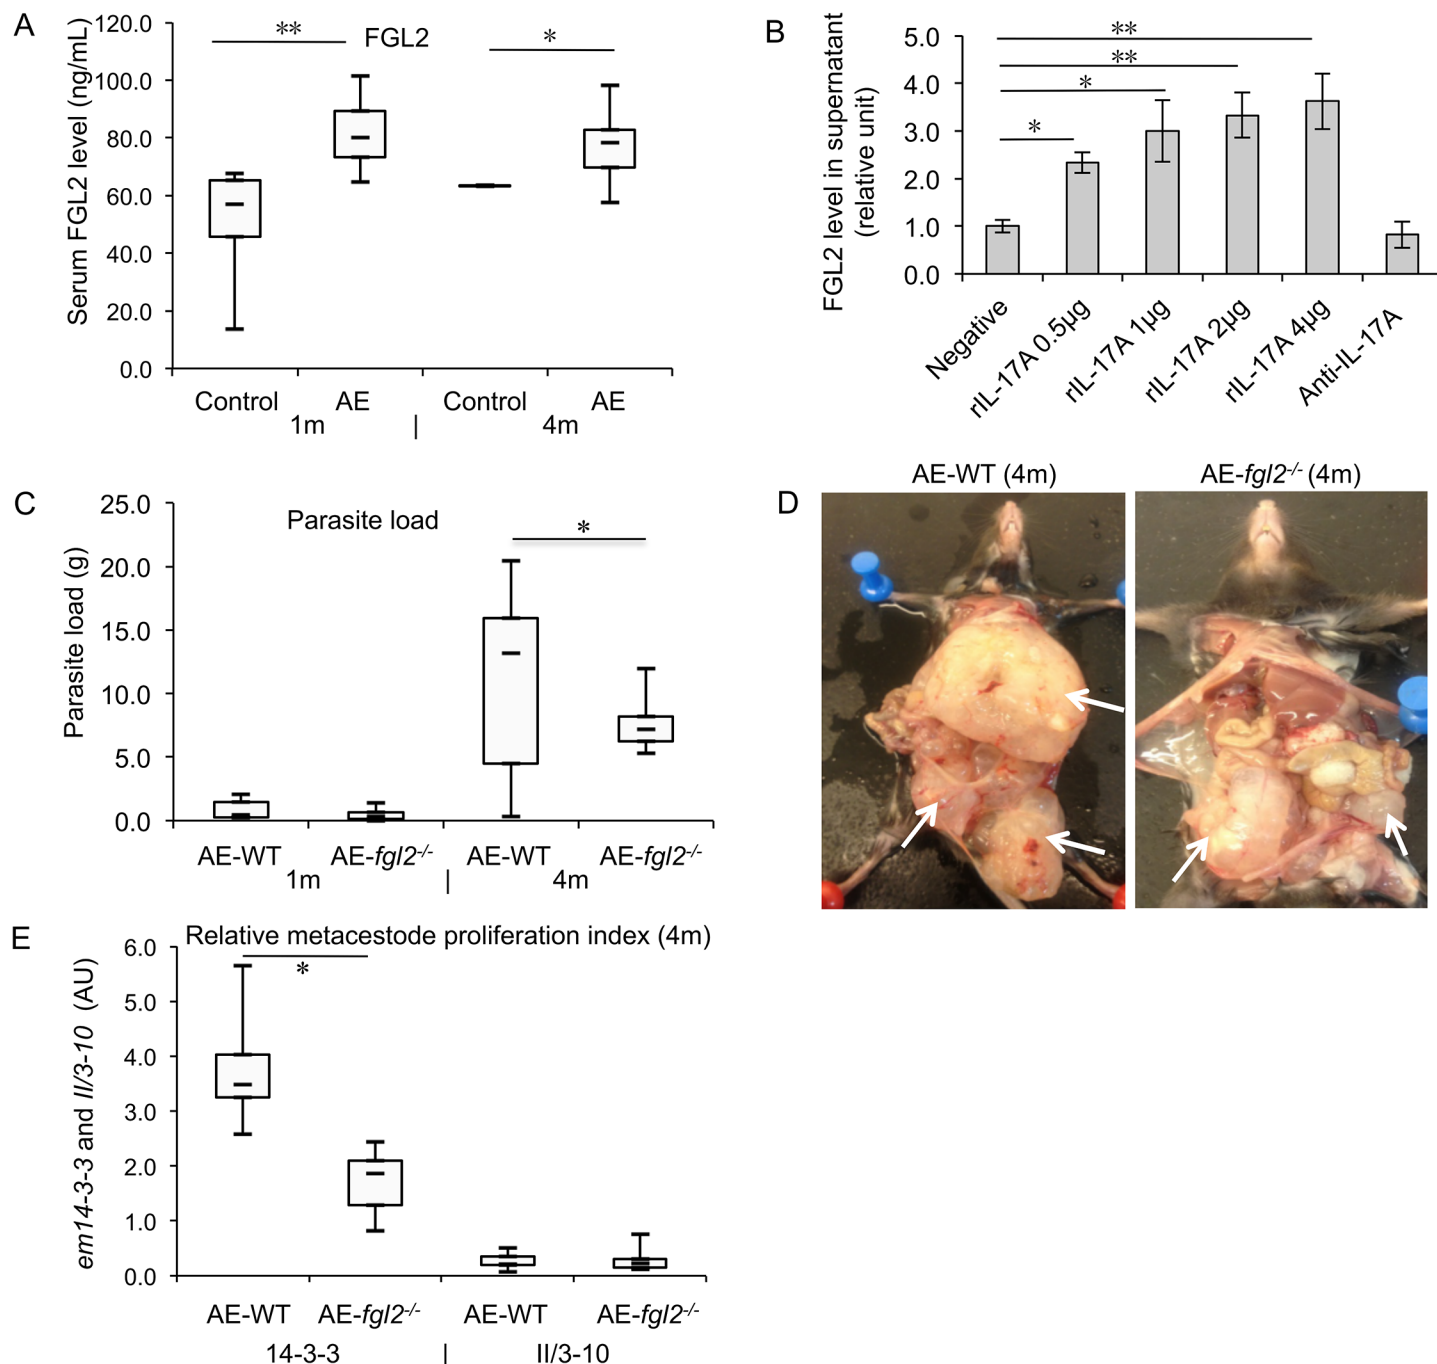 A
FGL2
Serum FGL2 level (ng/mL)
120.0
100.0
80.0
60.0
40.0
20.0
0.0
**
*
Control
AE
Control
AE
1m
|
4m
B
FGL2 level in supernatant
(relative unit)
5.0
4.0
3.0
2.0
1.0
0.0
**
**
*
*
Negative
rIL-17A 0.5µg
rIL-17A 1µg
rIL-17A 2µg
rIL-17A 4µg
Anti-IL-17A
C
Parasite load
Parasite load (g)
25.0
20.0
15.0
10.0
5.0
0.0
*
AE-WT
AE-fgl2-/-
AE-WT
AE-fgl2-/-
1m
|
4m
D
AE-WT (4m)
AE-fgl2-/- (4m)
E
Relative metacestode proliferation index (4m)
em14-3-3 and II/3-10 (AU)
6.0
5.0
4.0
3.0
2.0
1.0
0.0
*
AE-WT
AE-fgl2-/-
AE-WT
AE-fgl2-/-
14-3-3
|
II/3-10